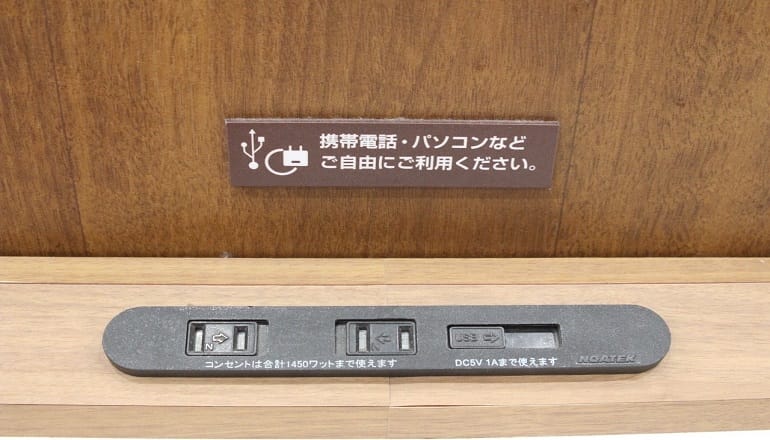 携帯電話・パソコンなど
ご自由にご利用ください。
N
USB
コンセントは合計1450ワットまで使えます
DC5V 1Aまで使えます
NOATEK